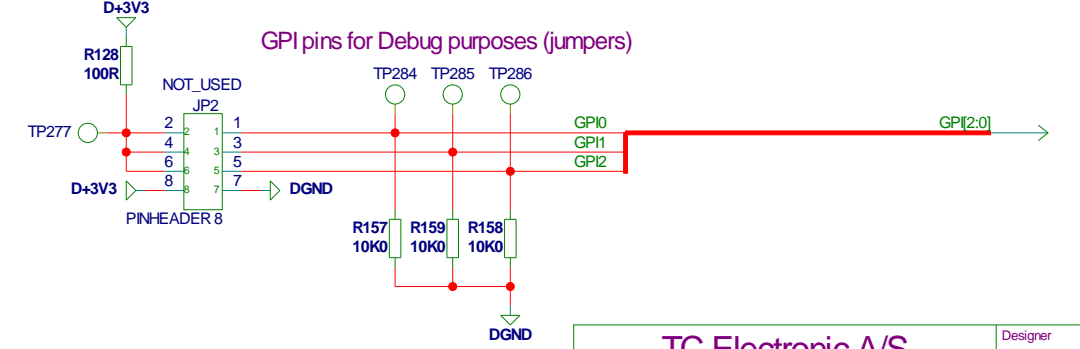 D+3V3
GPI pins for Debug purposes (jumpers)
R128
100R
TP284 TP285 TP286
NOT_USED
JP2
TP277
2 2 1 1 GPI0 GPI[2:0]
4 4 3 3 GPI1
6 6 5 5 GPI2
D+3V3 8 8 7 7 DGND
PINHEADER 8
R157 R159 R158
10K0 10K0 10K0
DGND
TC Electronic A/S Designer